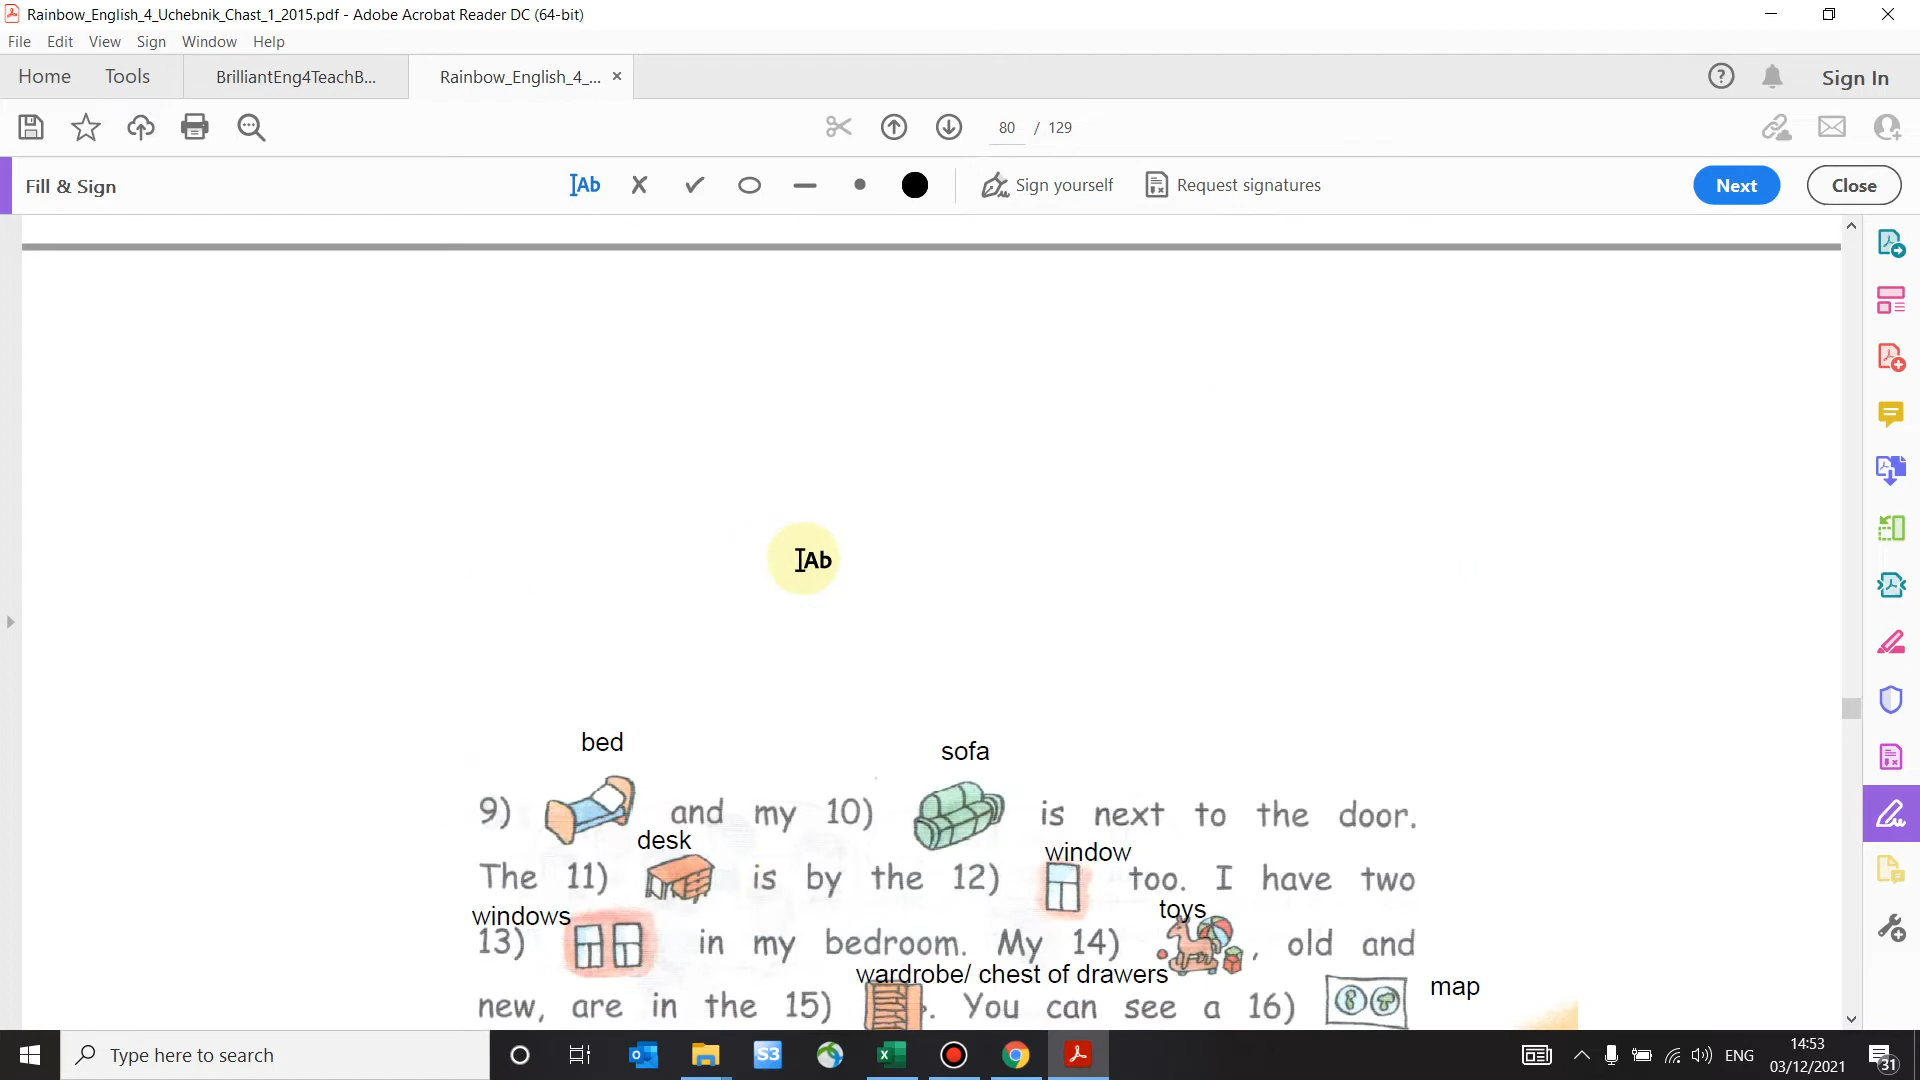 Rainbow_English_4_Uchebnik_Chast_1_2015.pdf - Adobe Acrobat Reader DC (64-bit)
File Edit View Sign Window Help
Home Tools BrilliantEng4TeachB... Rainbow_English_4_... × Sign In
80 / 129
Fill & Sign Ab Sign yourself Request signatures Next Close
Ab
bed sofa
9) and my 10) is next to the door.
desk window
The 11) is by the 12) too. I have two
windows toys
13) in my bedroom. My 14) , old and
wardrobe/ chest of drawers map
new, are in the 15) . You can see a 16)
Type here to search S3 ENG 14:53
03/12/2021 31